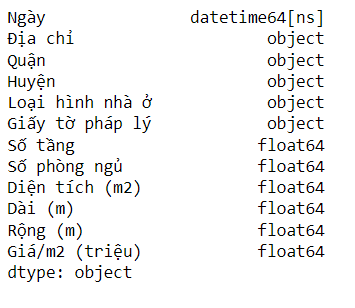 Ngày datetime64[ns]
Địa chỉ object
Quận object
Huyện object
Loại hình nhà ở object
Giấy tờ pháp lý object
Số tầng float64
Số phòng ngủ float64
Diện tích (m2) float64
Dài (m) float64
Rộng (m) float64
Giá/m2 (triệu) float64
dtype: object